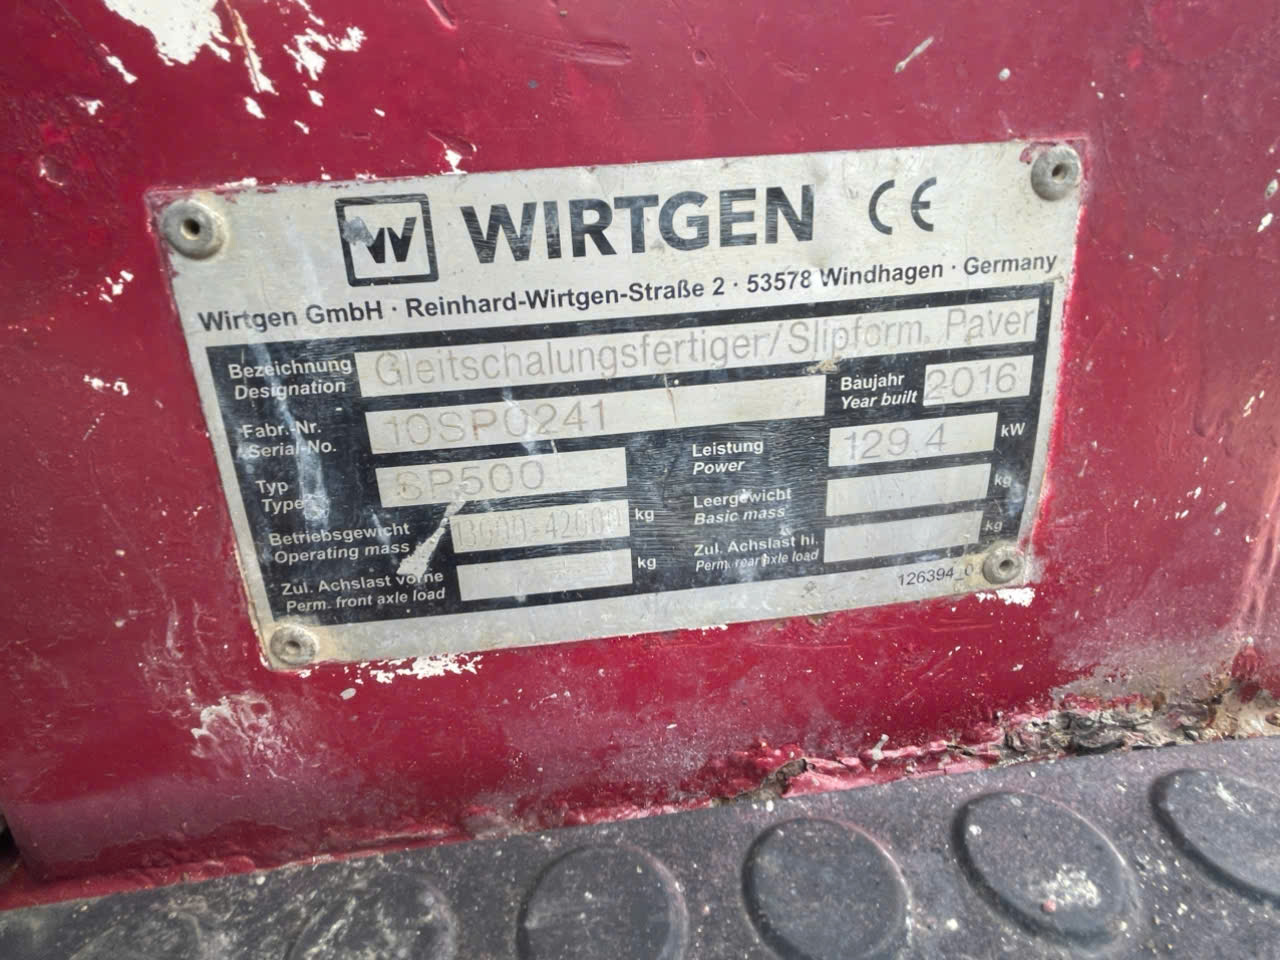 W WIRTGEN CE
Wirtgen GmbH · Reinhard-Wirtgen-Straße 2 · 53578 Windhagen · Germany
Bezeichnung
Designation
Gleitschalungsfertiger/Slipform. Paver
Fabr.-Nr.
Serial-No.
10SP0241
Baujahr
Year built
2016
Typ
Type
SP500
Leistung
Power
129.4 kW
Betriebsgewicht
Operating mass
13600-42000 kg
Leergewicht
Basic mass
kg
Zul. Achslast vorne
Perm. front axle load
kg
Zul. Achslast hi.
Perm. rear axle load
kg